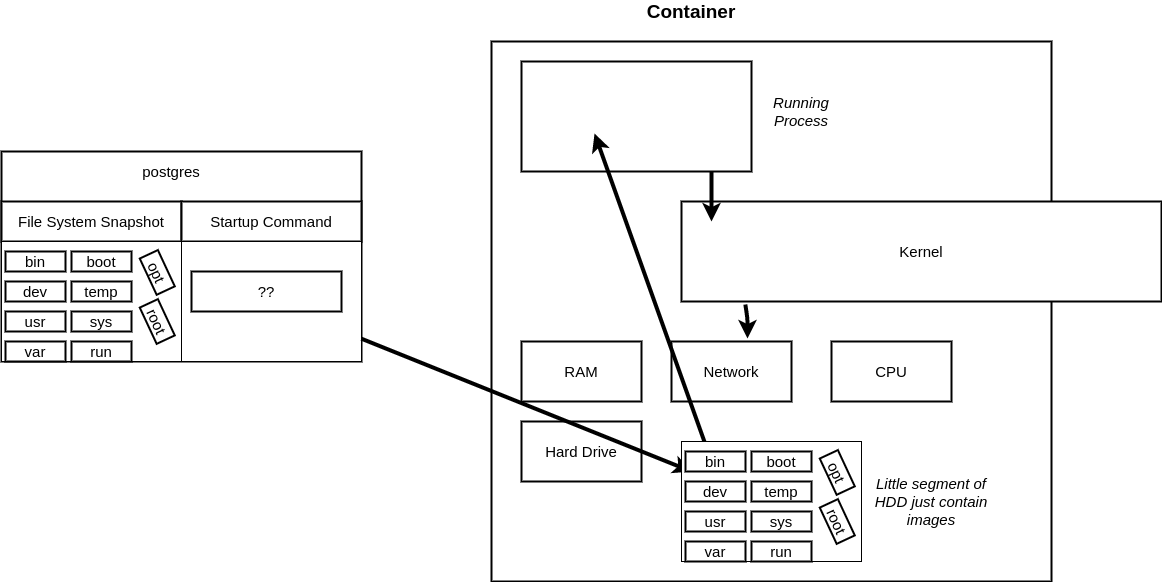 Container
Running
Process
postgres
File System Snapshot
Startup Command
bin
boot
opt
dev
temp
??
usr
sys
root
var
run
Kernel
RAM
Network
CPU
Hard Drive
bin
boot
opt
dev
temp
usr
sys
root
var
run
Little segment of
HDD just contain
images